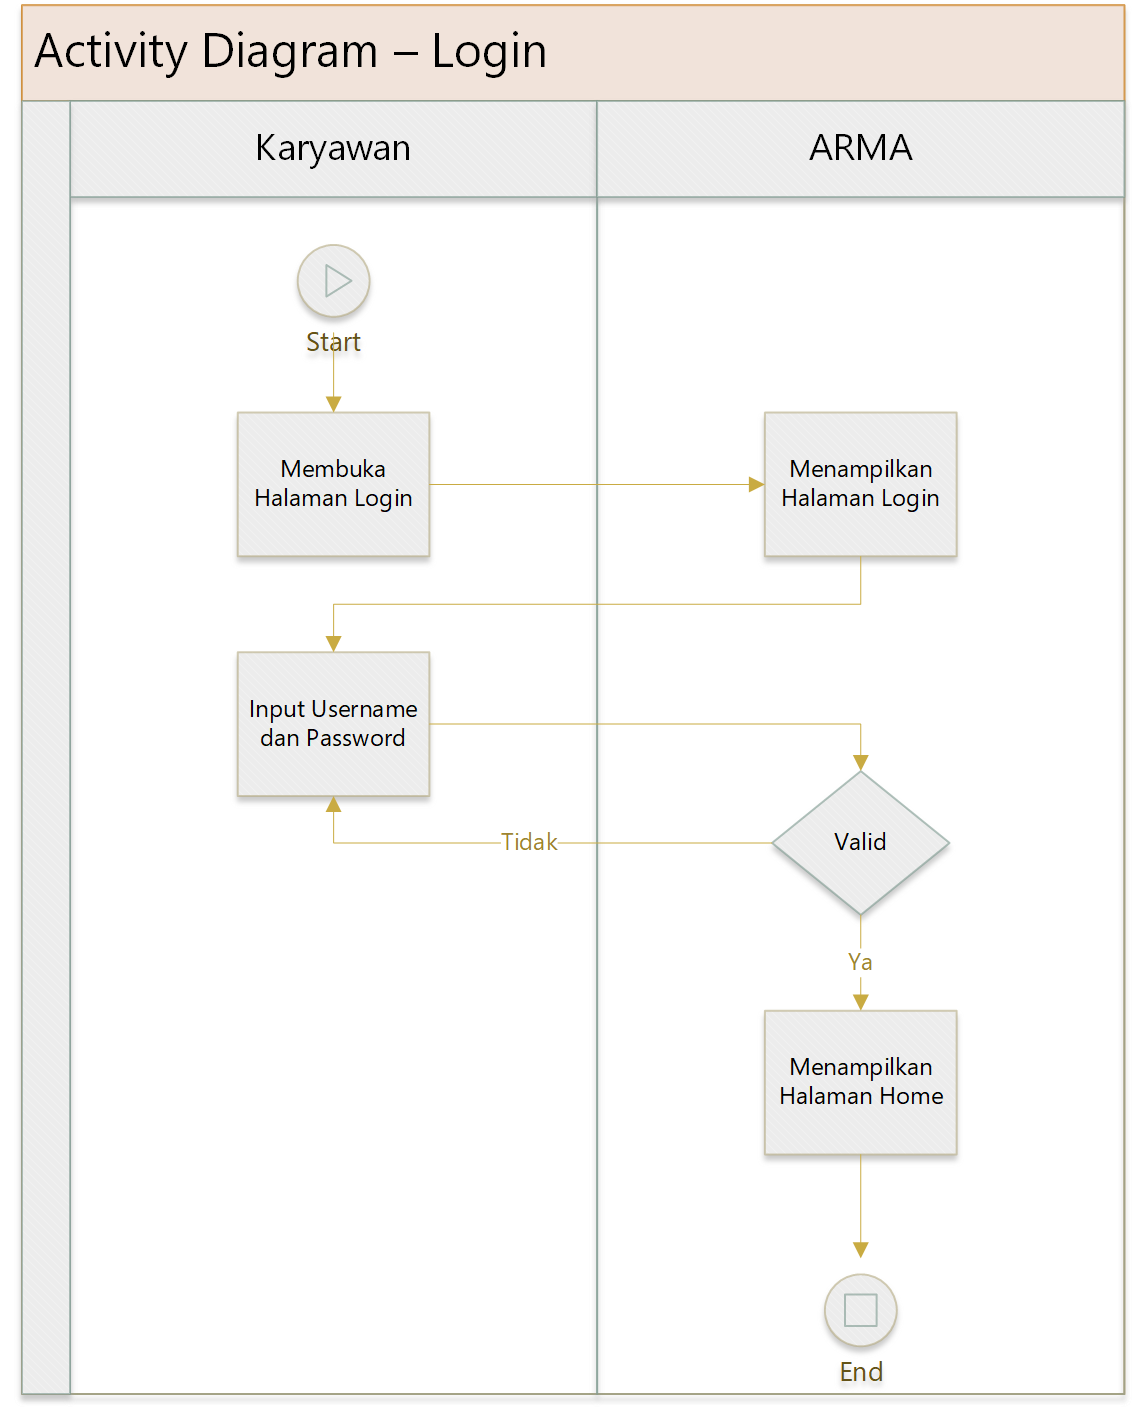 Activity Diagram – Login
Karyawan
ARMA
Start
Membuka
Halaman Login
Menampilkan
Halaman Login
Input Username
dan Password
Valid
Tidak
Ya
Menampilkan
Halaman Home
End